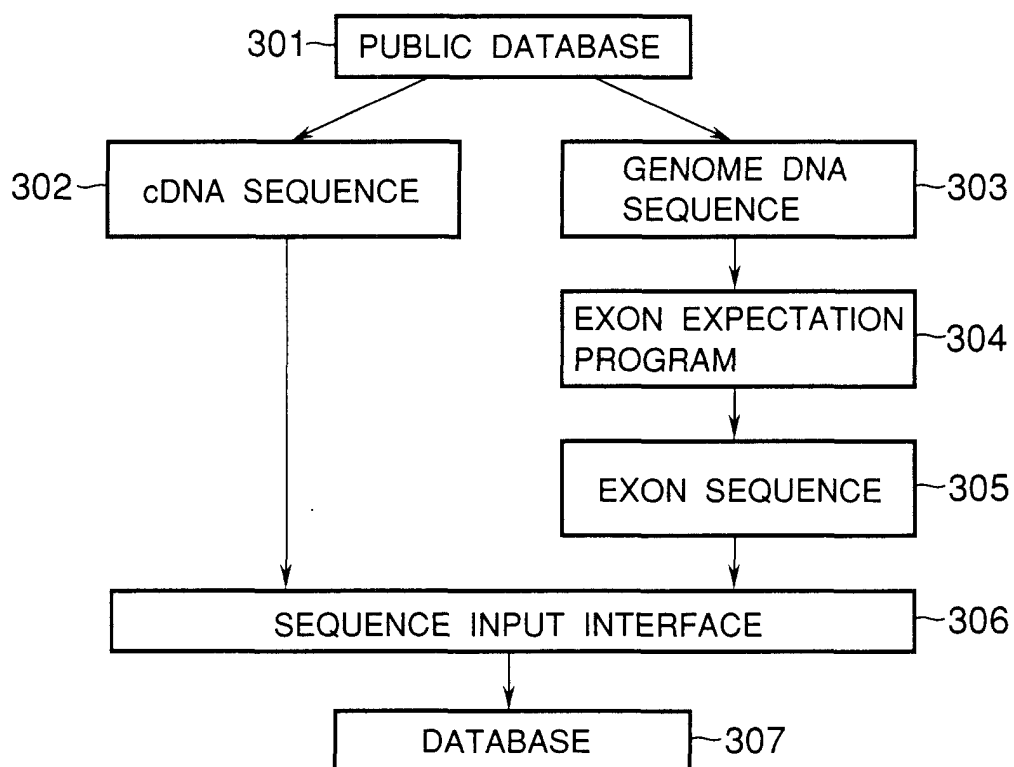 301
PUBLIC DATABASE
302
cDNA SEQUENCE
GENOME DNA
SEQUENCE
303
EXON EXPECTATION
PROGRAM
304
EXON SEQUENCE
305
SEQUENCE INPUT INTERFACE
306
DATABASE
307